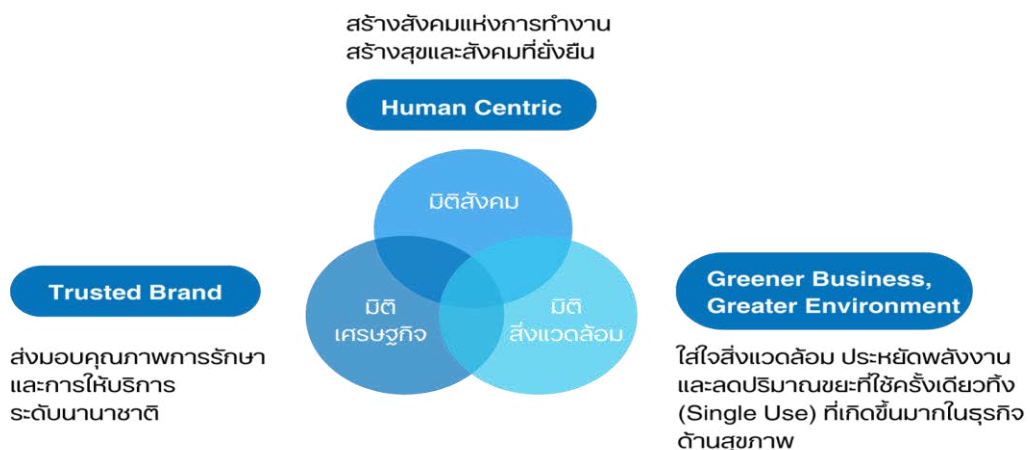 สร้างสังคมแห่งการทำงาน
สร้างสุขและสังคมที่ยั่งยืน
Human Centric
มิติสังคม
Trusted Brand
ส่งมอบคุณภาพการรักษา
และการให้บริการ
ระดับนานาชาติ
มิติ
เศรษฐกิจ
มิติ
สิ่งแวดล้อม
Greener Business,
Greater Environment
ใส่ใจสิ่งแวดล้อม ประหยัดพลังงาน
และลดปริมาณขยะที่ใช้ครั้งเดียวทิ้ง
(Single Use) ที่เกิดขึ้นมากในธุรกิจ
ด้านสุขภาพ